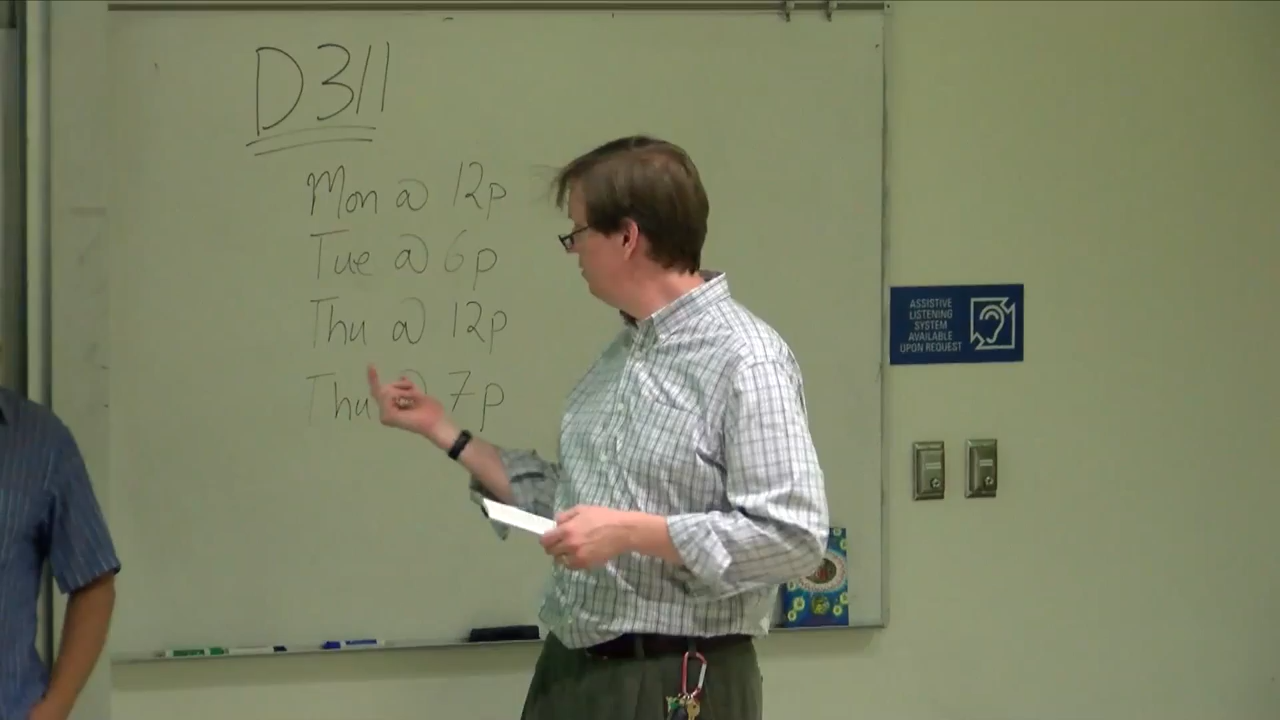 D311
Mon @ 12p
Tue @ 6p
Thu @ 12p
Thu @ 7p
ASSISTIVE
LISTENING
SYSTEM
AVAILABLE
UPON REQUEST